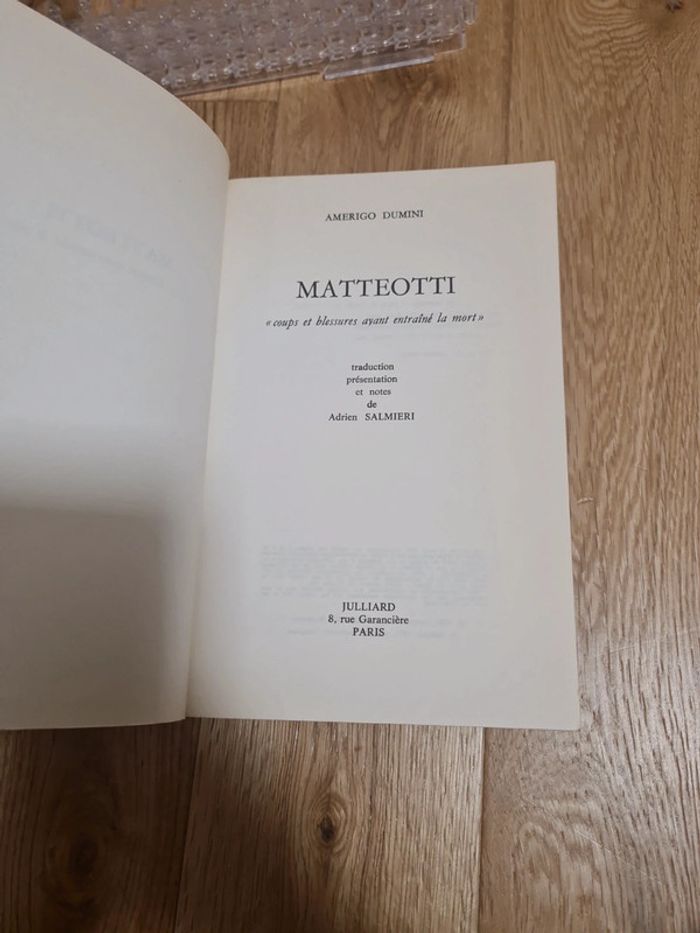 AMERIGO DUMINI
MATTEOTTI
« coups et blessures ayant entraîné la mort »
traduction
présentation
et notes
de
Adrien SALMIERI
JULLIARD
8, rue Garancière
PARIS